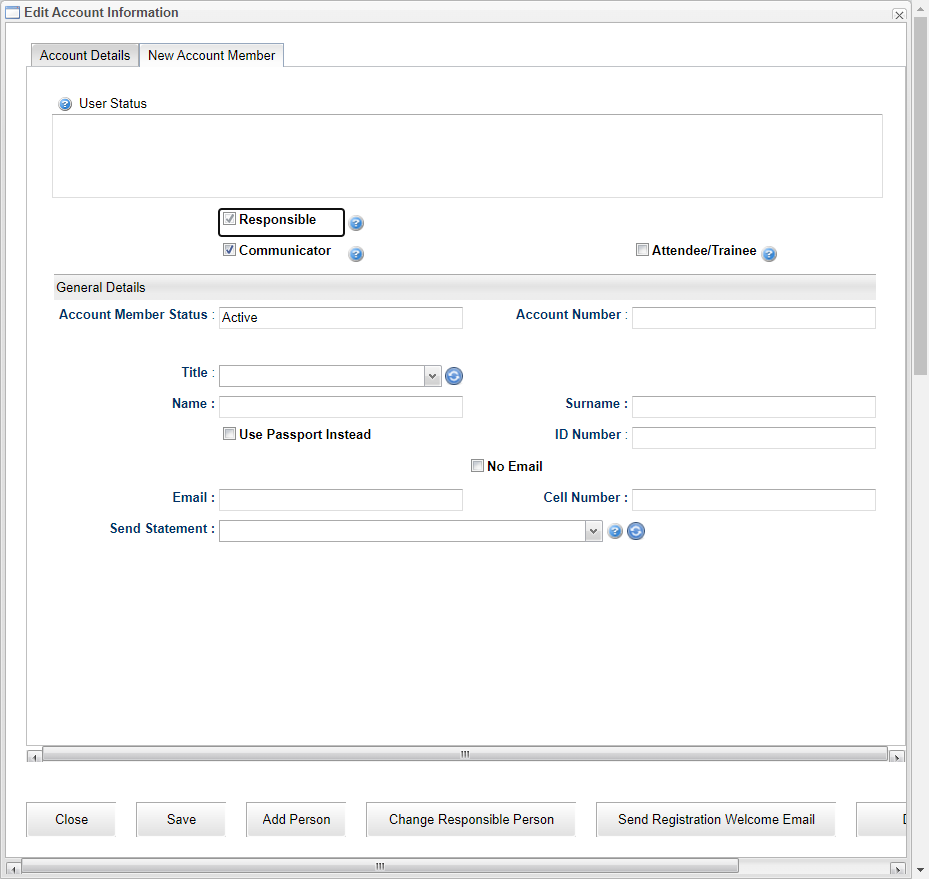 Edit Account Information
Account Details New Account Member
? User Status
Responsible ?
Communicator ? Attendee/Trainee ?
General Details
Account Member Status : Active Account Number :
Title :
Name : Surname :
Use Passport Instead ID Number :
No Email
Email : Cell Number :
Send Statement : ?
Close Save Add Person Change Responsible Person Send Registration Welcome Email